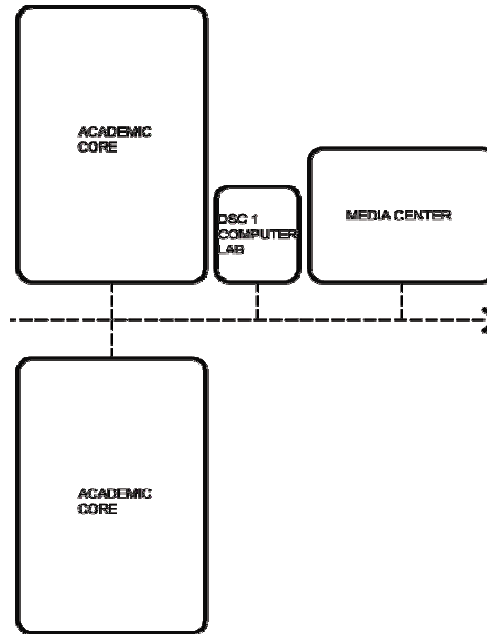 ACADEMIC
CORE
DSC 1
COMPUTER
LAB
MEDIA CENTER
ACADEMIC
CORE